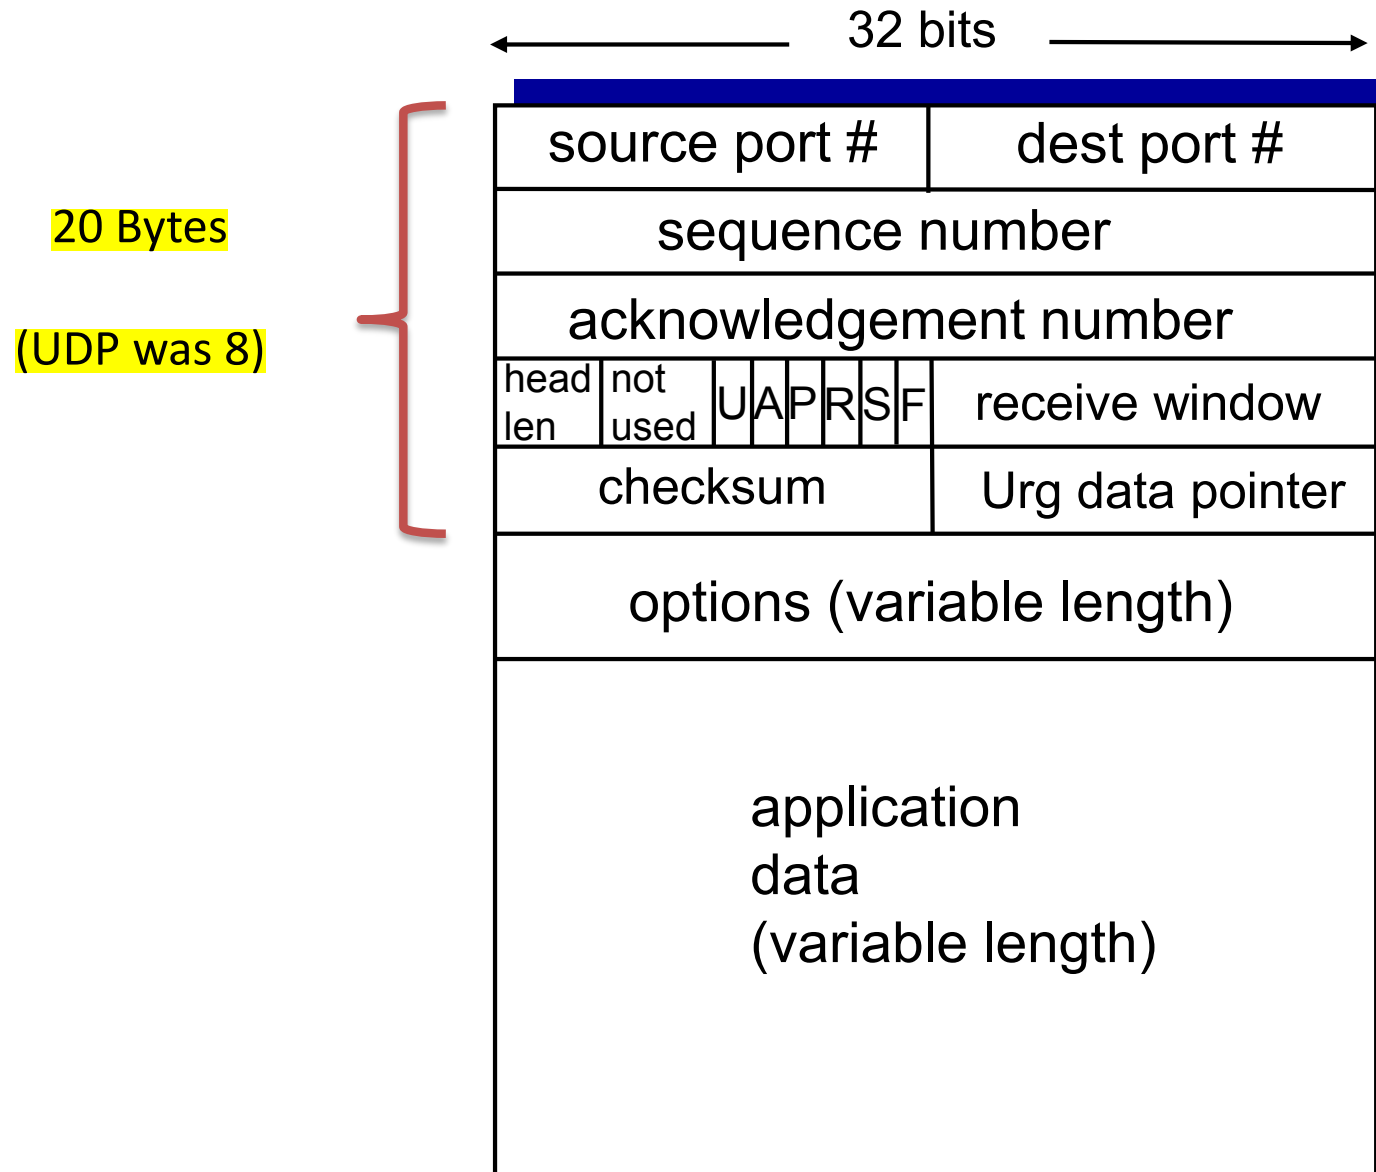 32 bits
source port # dest port #
20 Bytes
sequence number
(UDP was 8)
acknowledgement number
head len
not used
U A P R S F
receive window
checksum Urg data pointer
options (variable length)
application
data
(variable length)